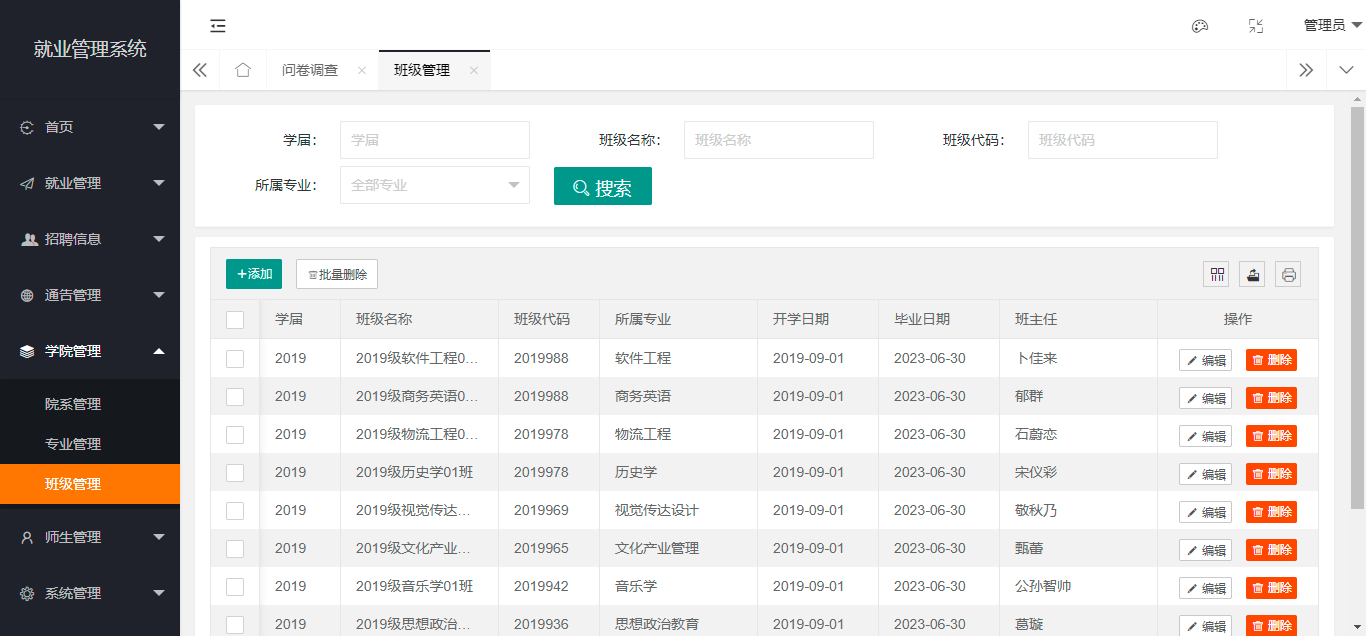 就业管理系统
首页
就业管理
招聘信息
通告管理
学院管理
院系管理
专业管理
班级管理
师生管理
系统管理
管理员
问卷调查
班级管理
学届： 学届 班级名称： 班级名称 班级代码： 班级代码
所属专业： 全部专业 搜索
+添加 批量删除
学届 班级名称 班级代码 所属专业 开学日期 毕业日期 班主任 操作
2019 2019级软件工程0... 2019988 软件工程 2019-09-01 2023-06-30 卜佳来 编辑 删除
2019 2019级商务英语0... 2019988 商务英语 2019-09-01 2023-06-30 郁群 编辑 删除
2019 2019级物流工程0... 2019978 物流工程 2019-09-01 2023-06-30 石蔚恋 编辑 删除
2019 2019级历史学01班 2019978 历史学 2019-09-01 2023-06-30 宋仪彩 编辑 删除
2019 2019级视觉传达... 2019969 视觉传达设计 2019-09-01 2023-06-30 敬秋乃 编辑 删除
2019 2019级文化产业... 2019965 文化产业管理 2019-09-01 2023-06-30 甄蕾 编辑 删除
2019 2019级音乐学01班 2019942 音乐学 2019-09-01 2023-06-30 公孙智帅 编辑 删除
2019 2019级思想政治... 2019936 思想政治教育 2019-09-01 2023-06-30 葛璇 编辑 删除